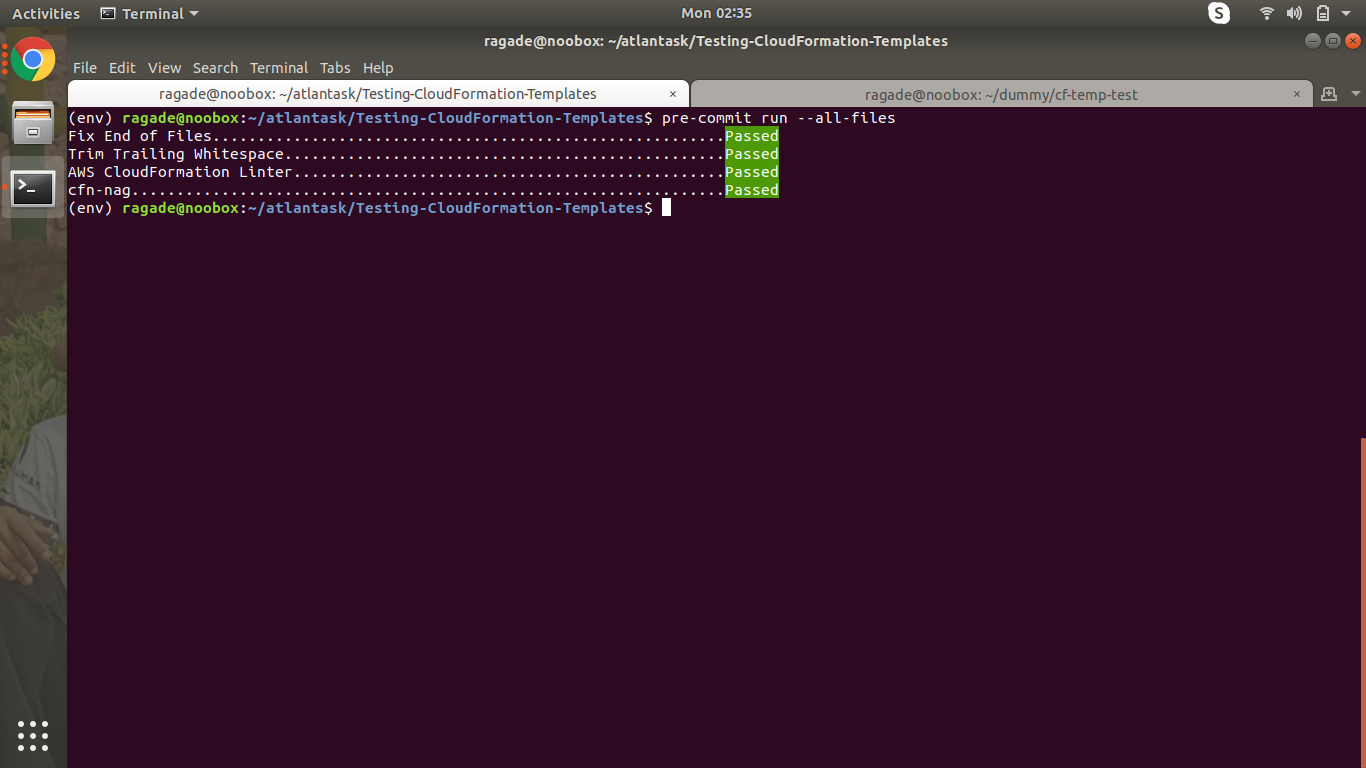 Activities Terminal Mon 02:35 S
ragade@noobox: ~/atlantask/Testing-CloudFormation-Templates
File Edit View Search Terminal Tabs Help
ragade@noobox: ~/atlantask/Testing-CloudFormation-Templates × ragade@noobox: ~/dummy/cf-temp-test ×
(env) ragade@noobox:~/atlantask/Testing-CloudFormation-Templates$ pre-commit run --all-files
Fix End of Files.........................................................Passed
Trim Trailing Whitespace.................................................Passed
AWS CloudFormation Linter................................................Passed
cfn-nag..................................................................Passed
(env) ragade@noobox:~/atlantask/Testing-CloudFormation-Templates$